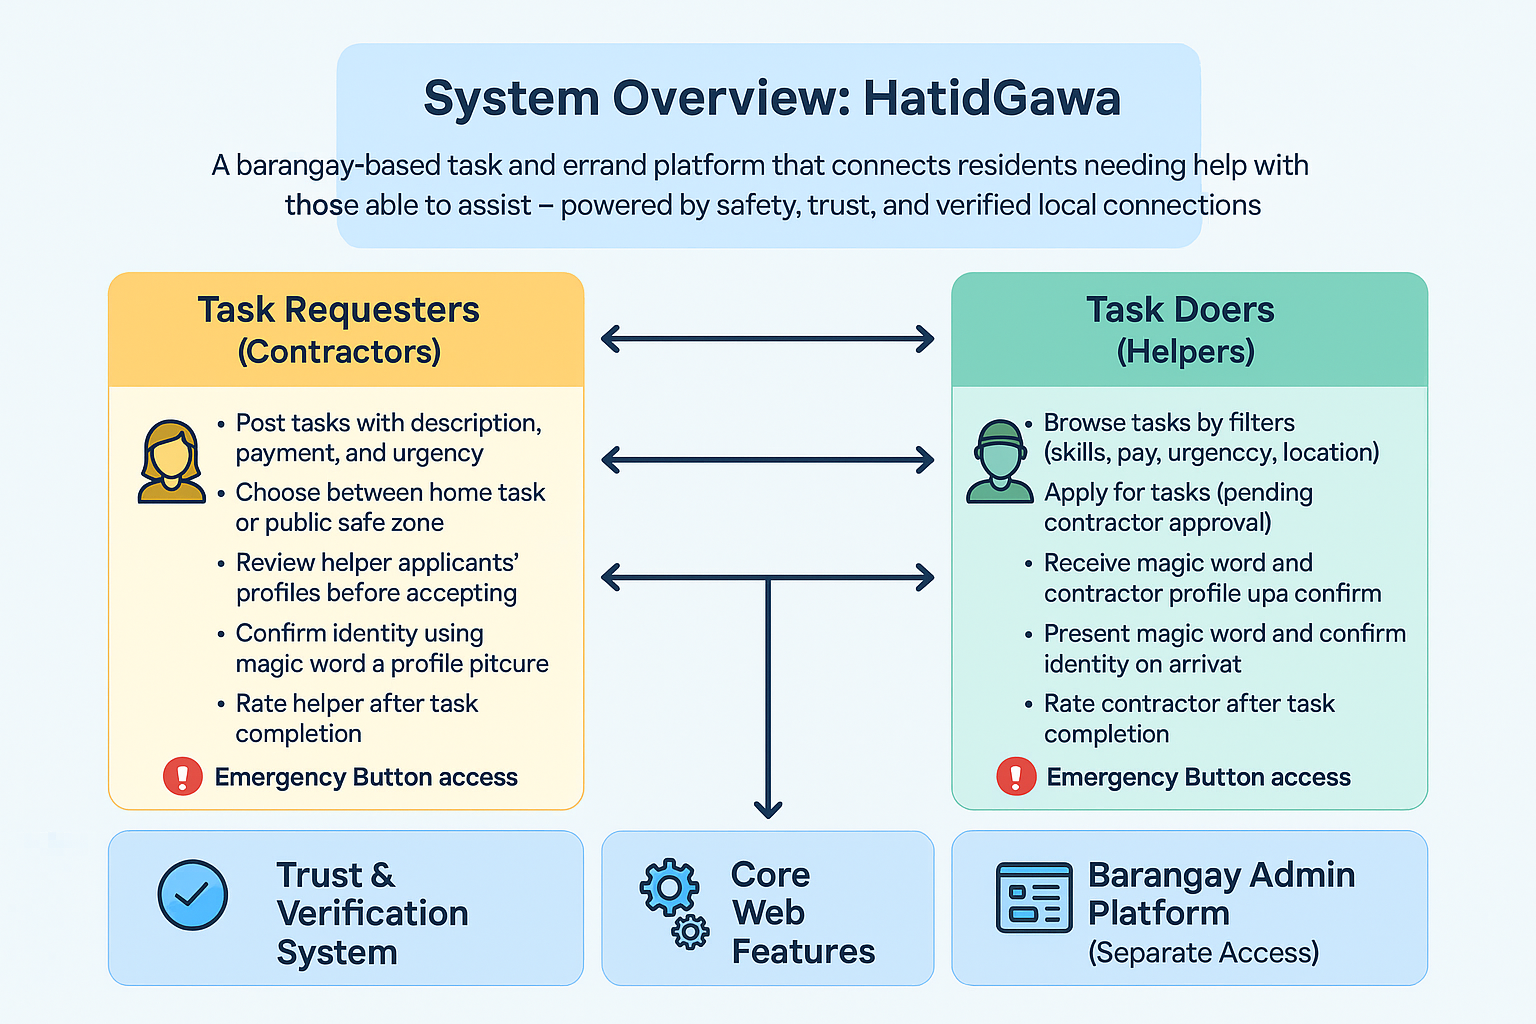 System Overview: HatidGawa
A barangay-based task and errand platform that connects residents needing help with
those able to assist – powered by safety, trust, and verified local connections
Task Requesters
(Contractors)
• Post tasks with description,
payment, and urgency
• Choose between home task
or public safe zone
• Review helper applicants’
profiles before accepting
• Confirm identity using
magic word a profile pitcure
• Rate helper after task
completion
Emergency Button access
Task Doers
(Helpers)
• Browse tasks by filters
(skills, pay, urgenccy, location)
Apply for tasks (pending
contractor approval)
• Receive magic word and
contractor profile upa confirm
• Present magic word and confirm
identity on arrivat
• Rate contractor after task
completion
Emergency Button access
Trust &
Verification
System
Core
Web
Features
Barangay Admin
Platform
(Separate Access)